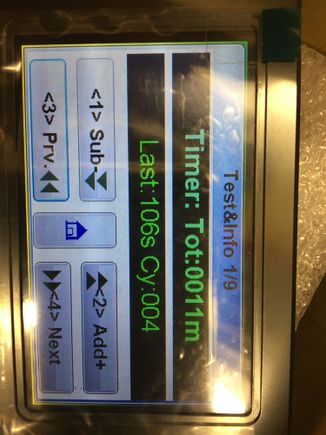 Test&Info 1/9
Timer: Tot:0011m
Last:106s Cy:004
<1> Sub-
<2> Add+
<3> Prv.
<4> Next